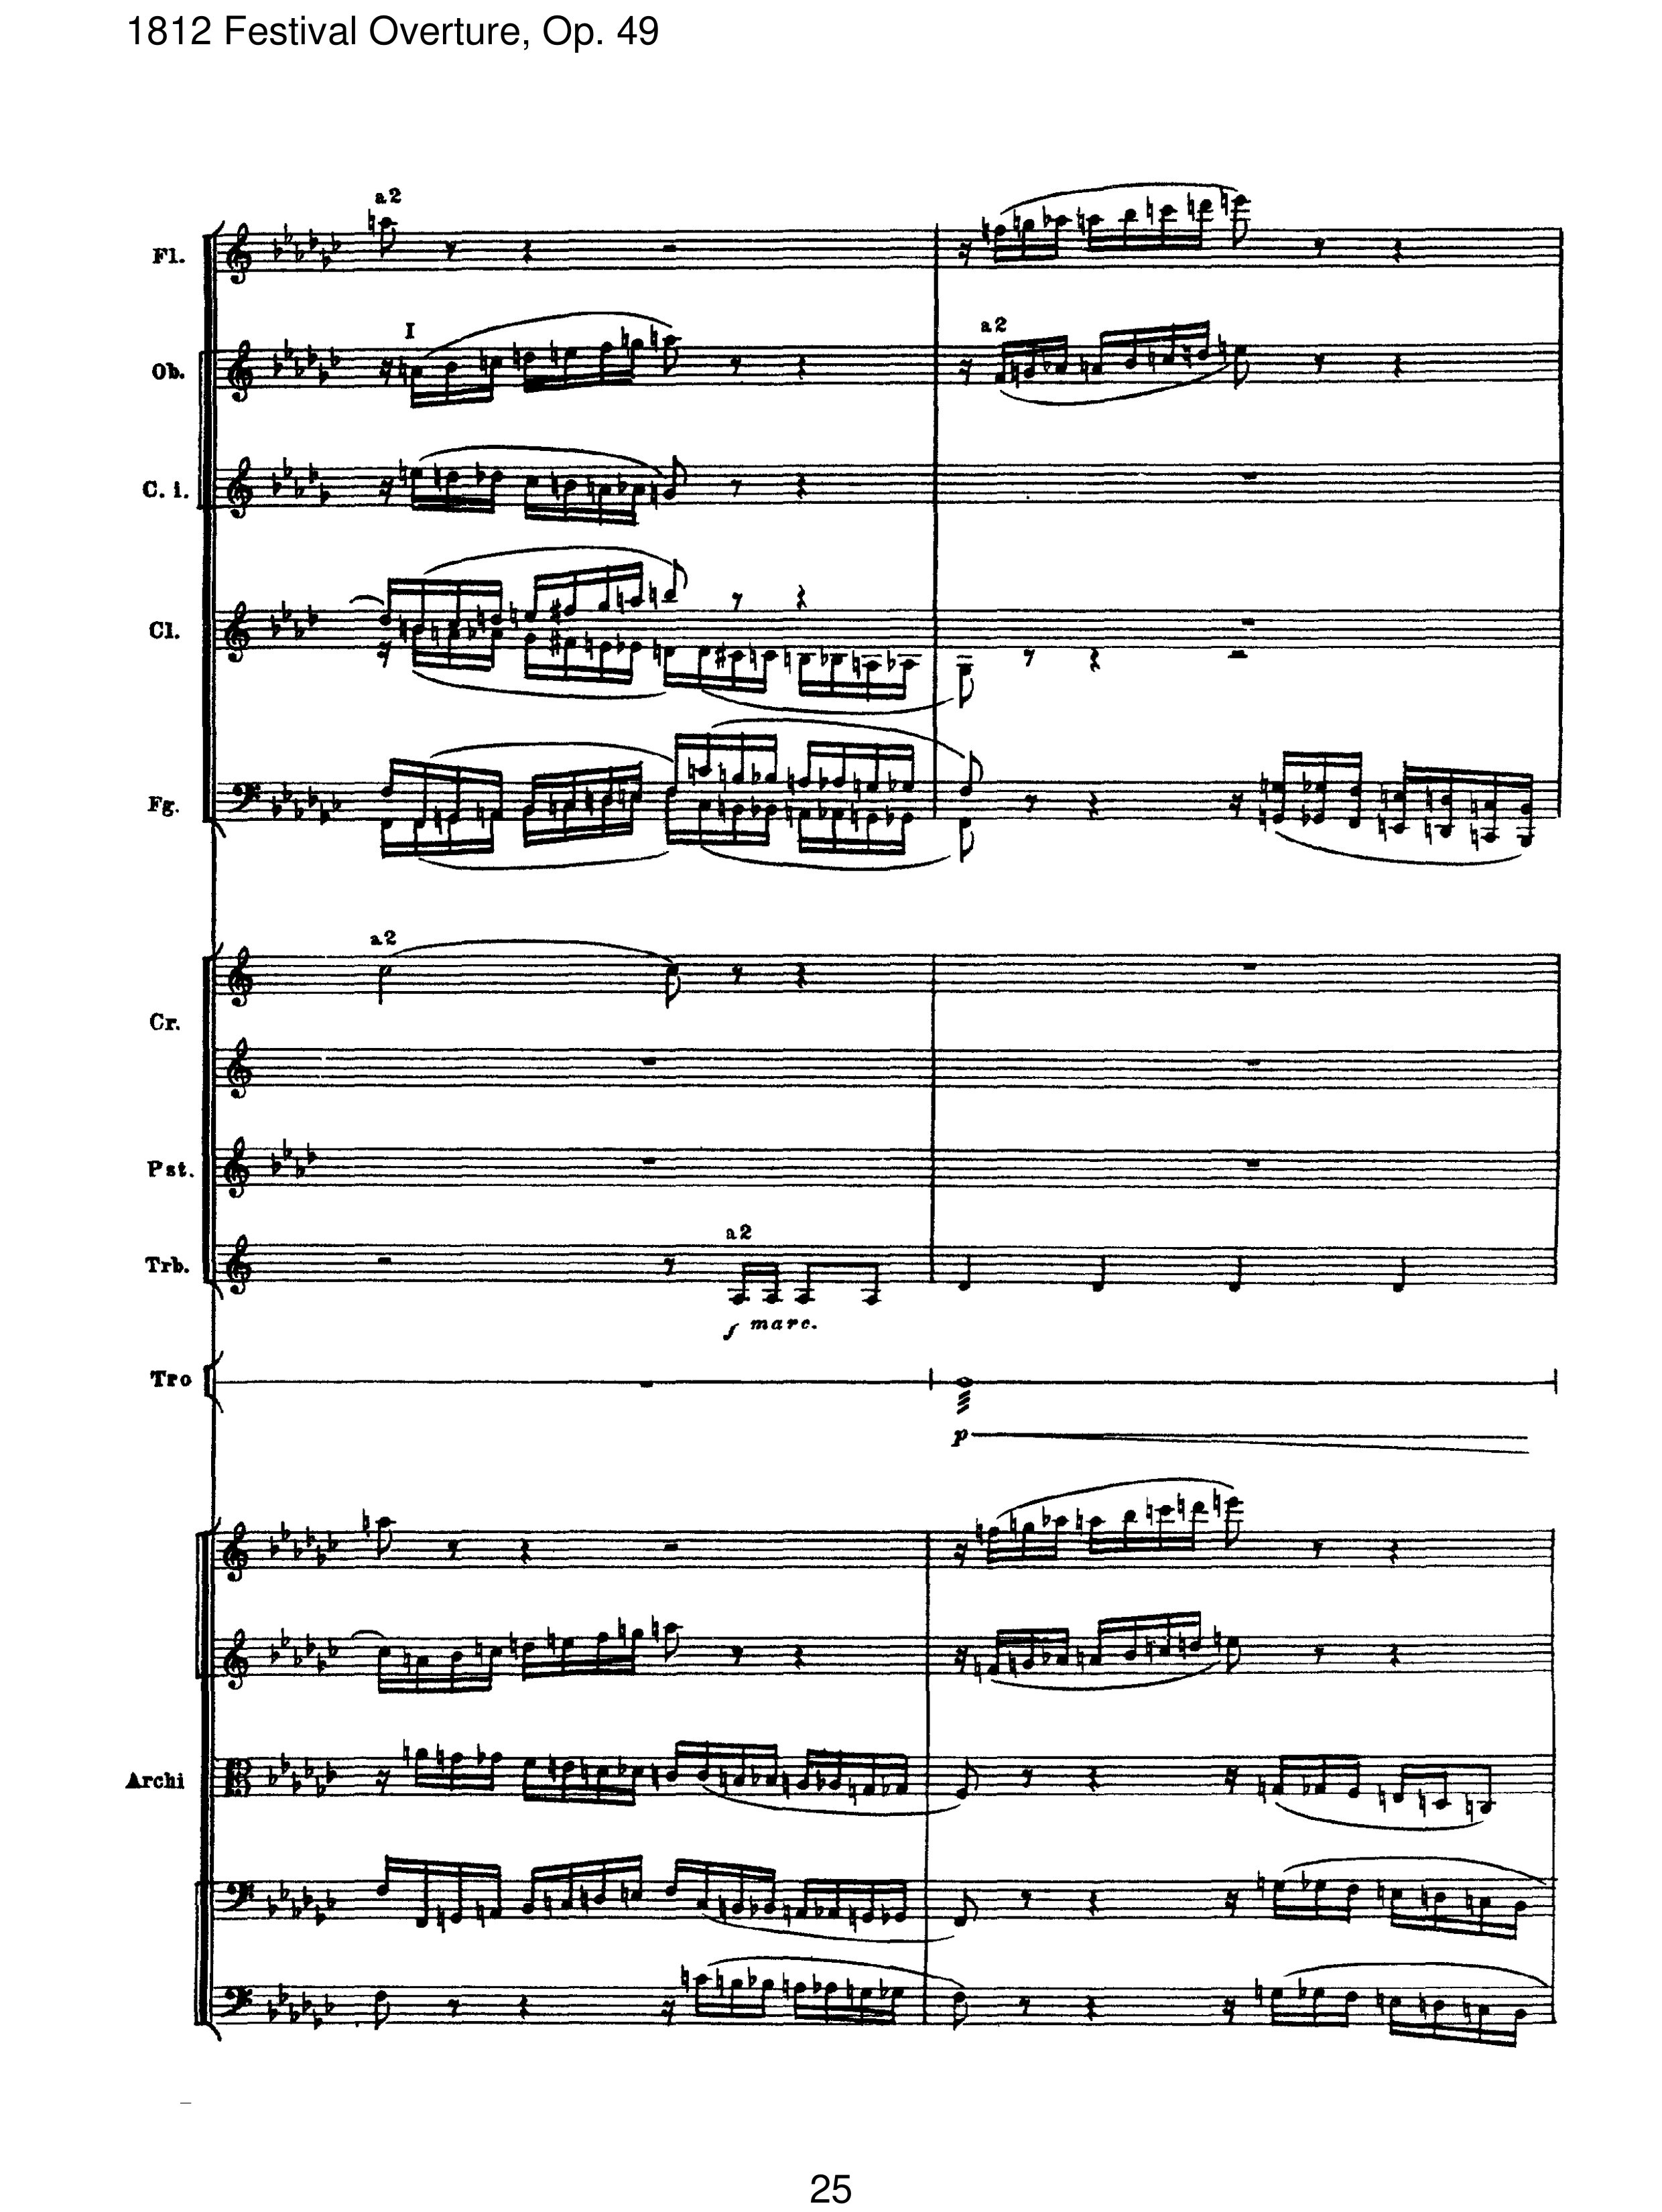 1812 Festival Overture, Op. 49
a2
Fl.
I
a2
Ob.
C. i.
Cl.
Fg.
a2
Cr.
Pst.
a2
Trb.
f marc.
Tro
p
Archi
25